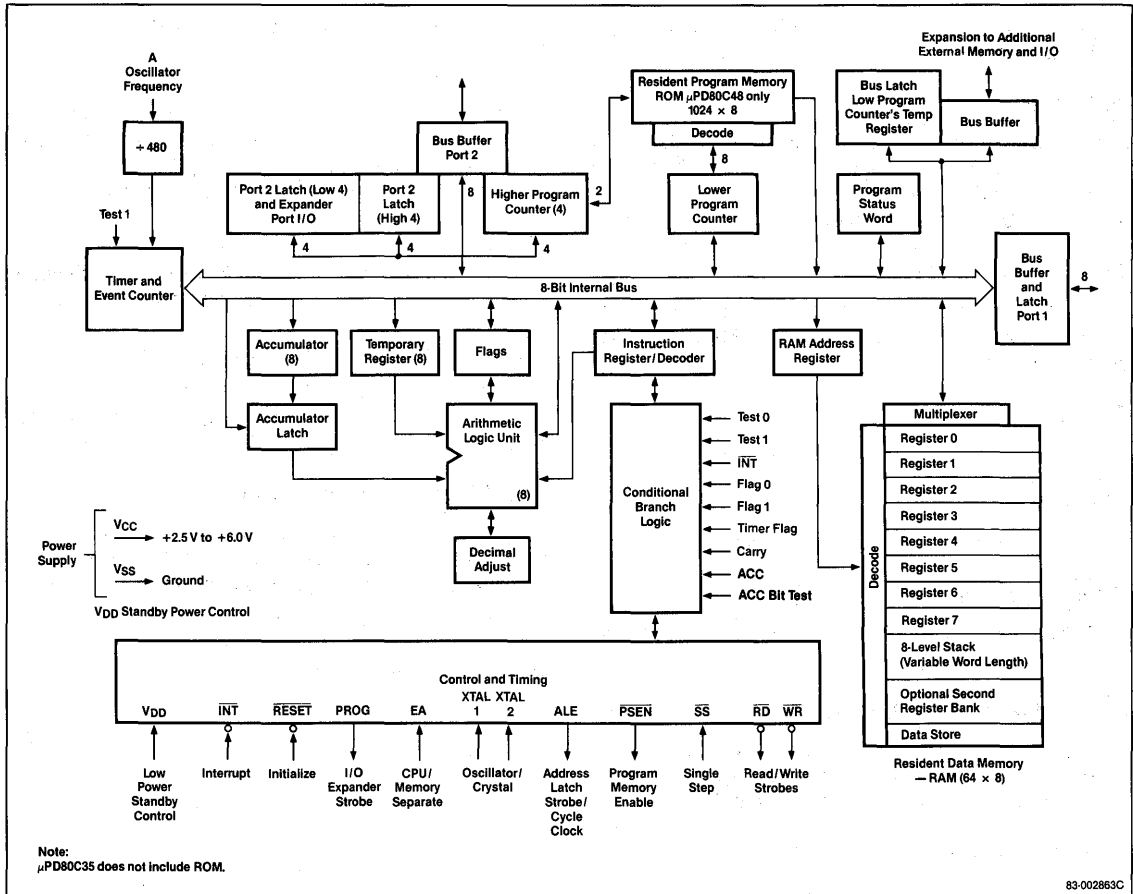 A
Oscillator
Frequency
÷ 480
Test 1
Timer and
Event Counter
Bus Buffer
Port 2
Port 2 Latch (Low 4)
and Expander
Port I/O
Port 2
Latch
(High 4)
8
Higher Program
Counter (4)
2
4
4
4
Resident Program Memory
ROM µPD80C48 only
1024 × 8
Decode
8
Lower
Program
Counter
Expansion to Additional
External Memory and I/O
Bus Latch
Low Program
Counter's Temp
Register
Bus Buffer
Program
Status
Word
Bus
Buffer
and
Latch
Port 1
8
8-Bit Internal Bus
Accumulator
(8)
Temporary
Register (8)
Flags
Instruction
Register/Decoder
RAM Address
Register
Accumulator
Latch
Arithmetic
Logic Unit
(8)
Decimal
Adjust
Conditional
Branch
Logic
Test 0
Test 1
I̅N̅T̅
Flag 0
Flag 1
Timer Flag
Carry
ACC
ACC Bit Test
Multiplexer
Decode
Register 0
Register 1
Register 2
Register 3
Register 4
Register 5
Register 6
Register 7
8-Level Stack
(Variable Word Length)
Optional Second
Register Bank
Data Store
Resident Data Memory
— RAM (64 × 8)
Power
Supply
VCC
+2.5 V to +6.0 V
VSS
Ground
VDD Standby Power Control
Control and Timing
XTAL XTAL
VDD I̅N̅T̅ R̅E̅S̅E̅T̅ PROG EA 1 2 ALE P̅S̅E̅N̅ S̅S̅ R̅D̅ W̅R̅
Low
Power
Standby
Control
Interrupt
Initialize
I/O
Expander
Strobe
CPU/
Memory
Separate
Oscillator/
Crystal
Address
Latch
Strobe/
Cycle
Clock
Program
Memory
Enable
Single
Step
Read/Write
Strobes
Note:
µPD80C35 does not include ROM.
83-002863C